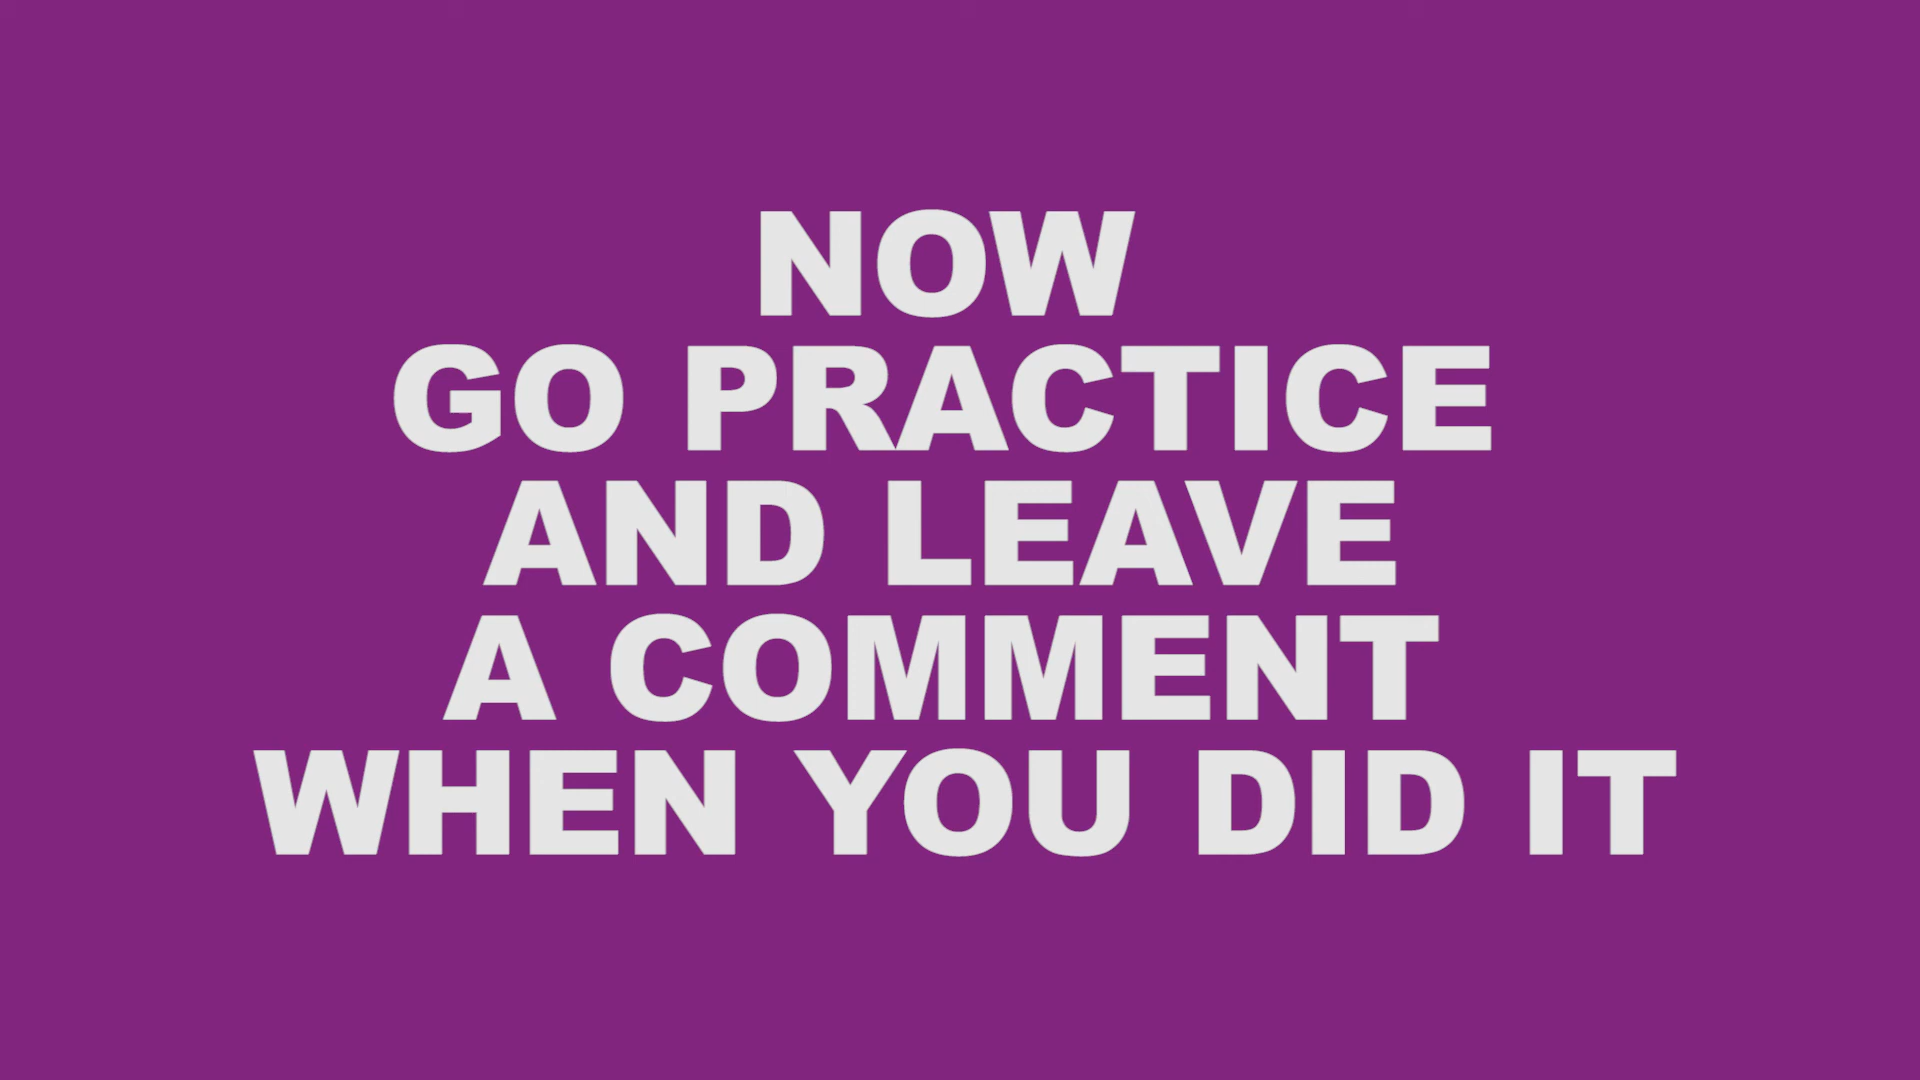 NOW
GO PRACTICE
AND LEAVE
A COMMENT
WHEN YOU DID IT